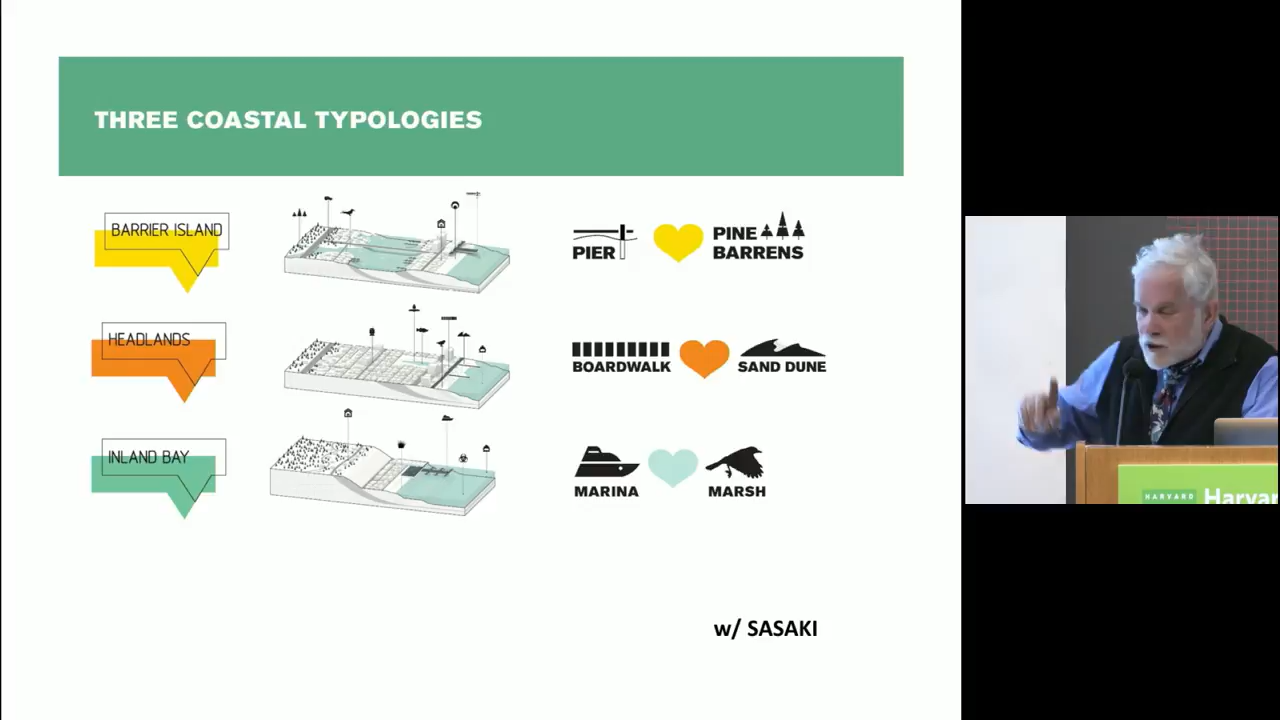 THREE COASTAL TYPOLOGIES
BARRIER ISLAND
PIER
PINE
BARRENS
HEADLANDS
BOARDWALK
SAND DUNE
INLAND BAY
MARINA
MARSH
w/ SASAKI
HARVARD
Harvar